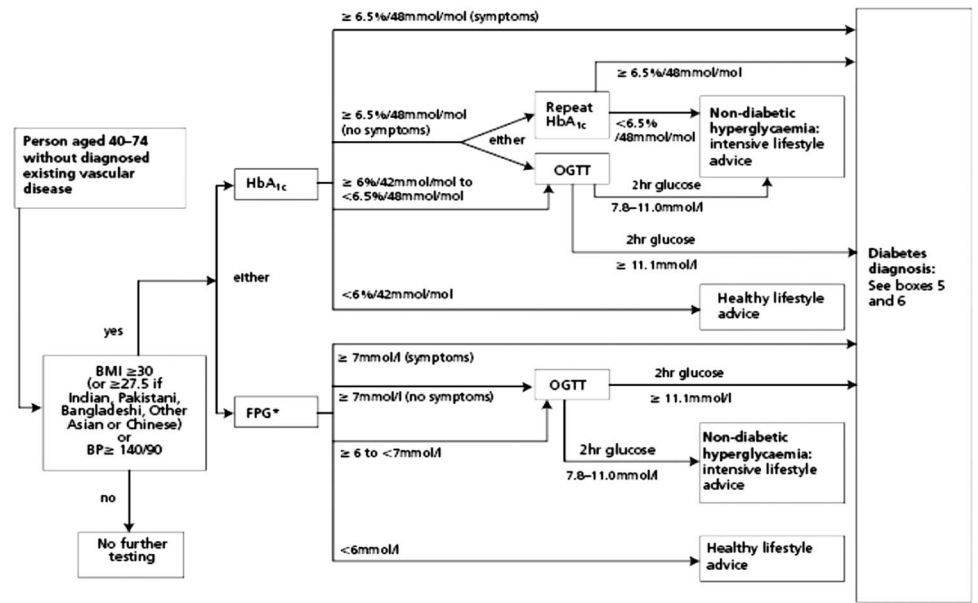 Person aged 40–74
without diagnosed
existing vascular
disease
BMI ≥30
(or ≥27.5 if
Indian, Pakistani,
Bangladeshi, Other
Asian or Chinese)
or
BP≥ 140/90
yes
no
No further
testing
either
HbA1c
≥ 6.5%/48mmol/mol (symptoms)
≥ 6.5%/48mmol/mol
(no symptoms)
either
Repeat
HbA1c
≥ 6.5%/48mmol/mol
<6.5%
/48mmol/mol
Non-diabetic
hyperglycaemia:
intensive lifestyle
advice
OGTT
2hr glucose
7.8–11.0mmol/l
≥ 6%/42mmol/mol to
<6.5%/48mmol/mol
2hr glucose
≥ 11.1mmol/l
<6%/42mmol/mol
Healthy lifestyle
advice
FPG*
≥ 7mmol/l (symptoms)
≥ 7mmol/l (no symptoms)
OGTT
2hr glucose
≥ 11.1mmol/l
≥ 6 to <7mmol/l
2hr glucose
7.8–11.0mmol/l
Non-diabetic
hyperglycaemia:
intensive lifestyle
advice
<6mmol/l
Healthy lifestyle
advice
Diabetes
diagnosis:
See boxes 5
and 6